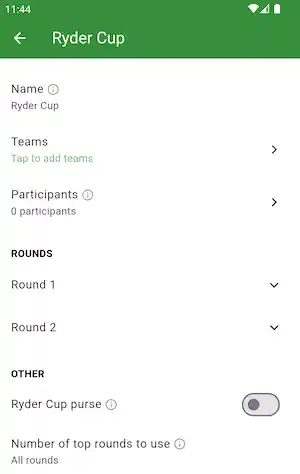 11:44
Ryder Cup
Name
Ryder Cup
Teams
Tap to add teams
Participants
0 participants
ROUNDS
Round 1
Round 2
OTHER
Ryder Cup purse
Number of top rounds to use
All rounds